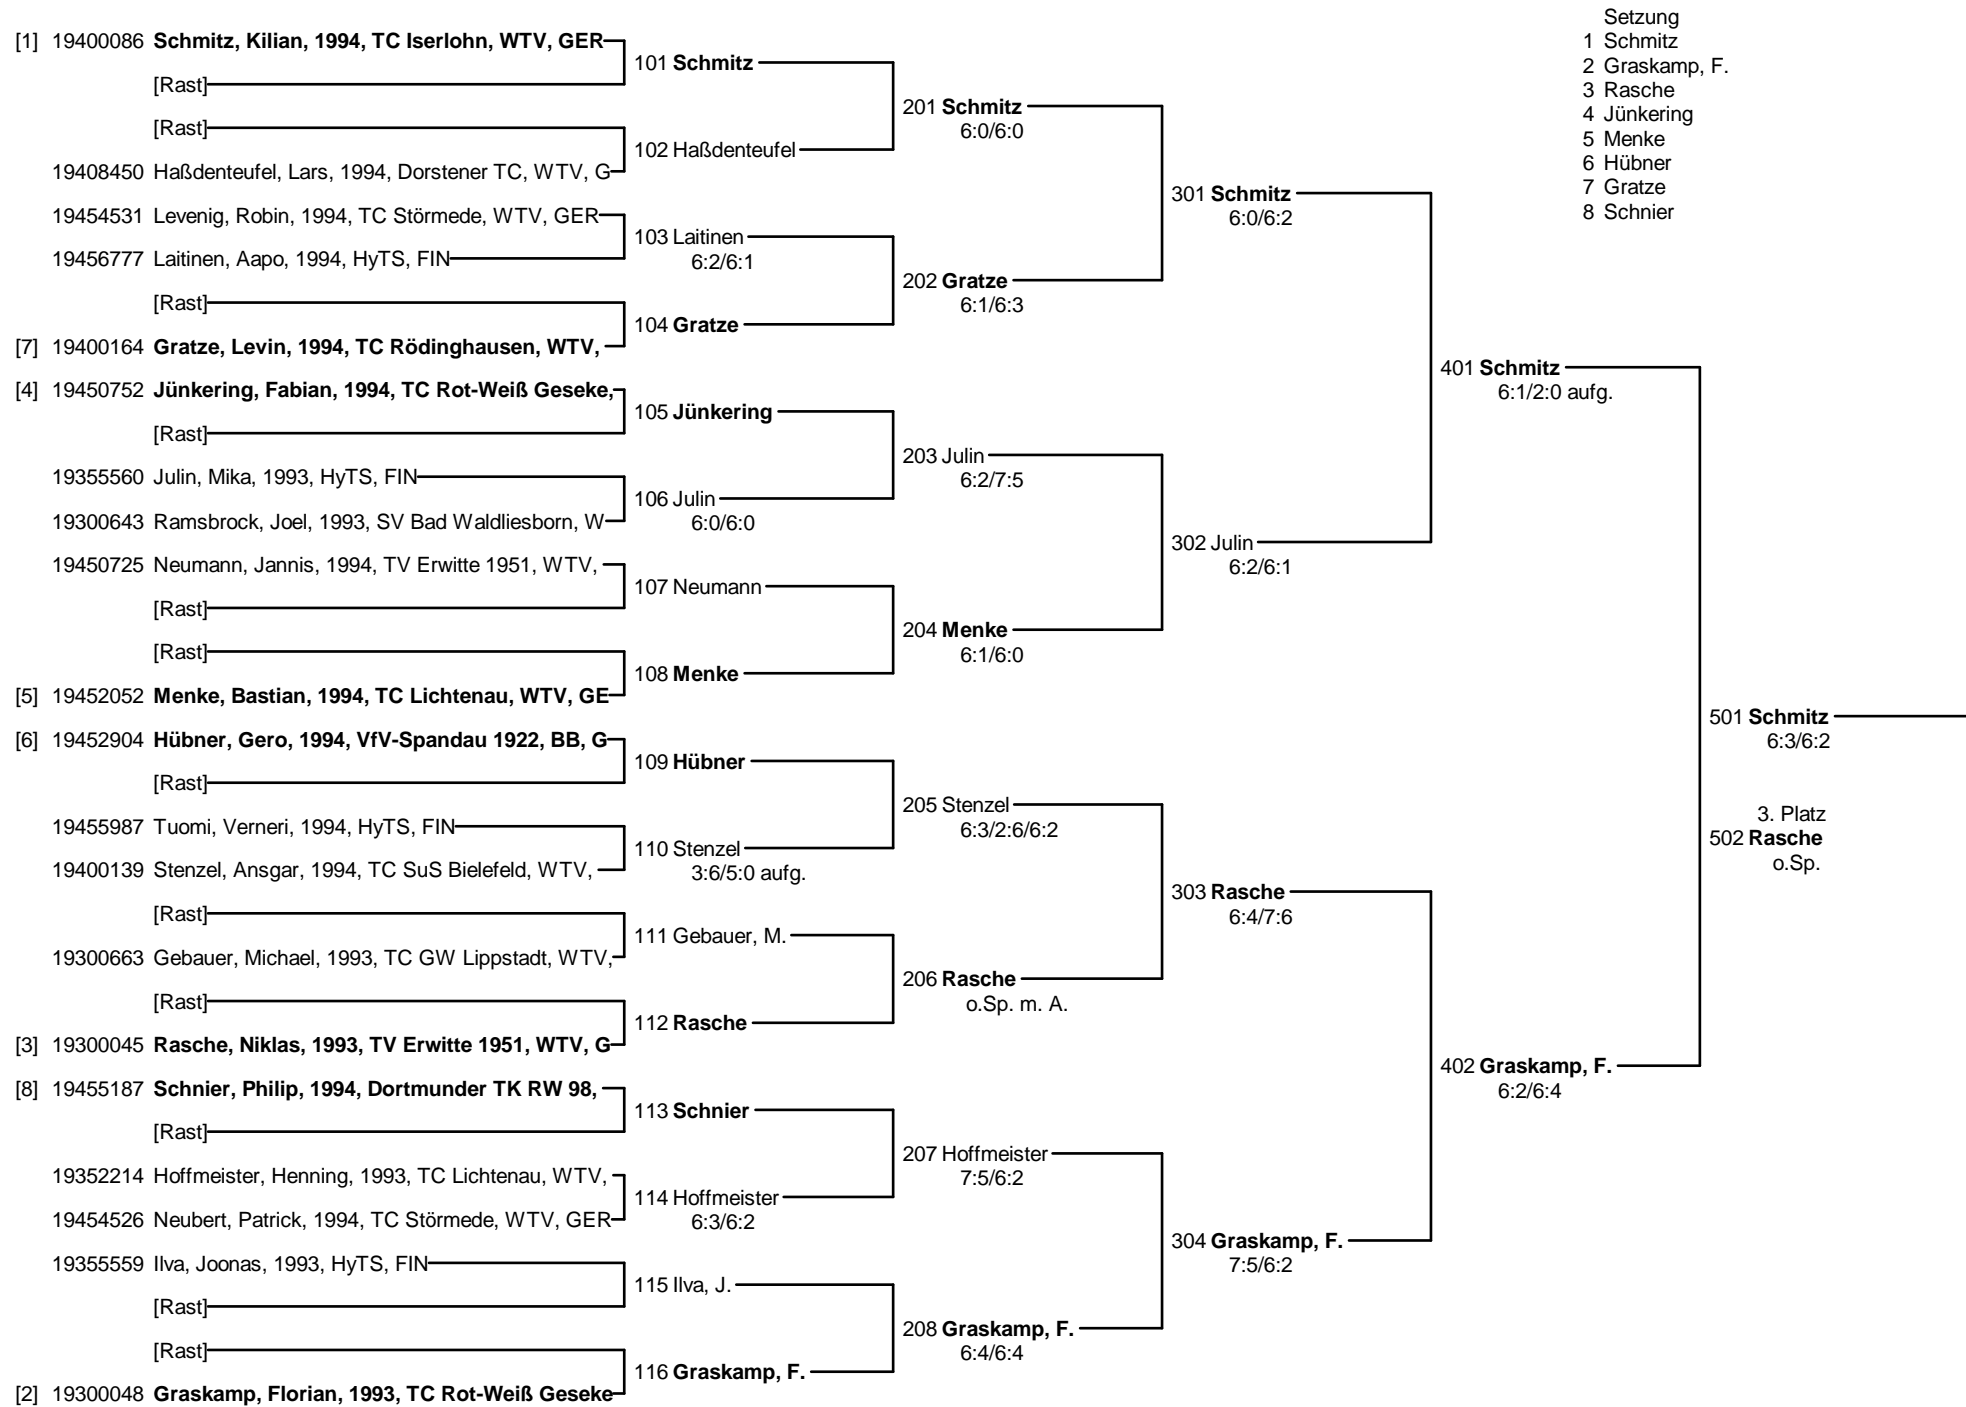 Setzung
1 Schmitz
2 Graskamp, F.
3 Rasche
4 Jünkering
5 Menke
6 Hübner
7 Gratze
8 Schnier
[1] 19400086 Schmitz, Kilian, 1994, TC Iserlohn, WTV, GER
[Rast]
[Rast]
19408450 Haßdenteufel, Lars, 1994, Dorstener TC, WTV, G
19454531 Levenig, Robin, 1994, TC Störmede, WTV, GER
19456777 Laitinen, Aapo, 1994, HyTS, FIN
[Rast]
[7] 19400164 Gratze, Levin, 1994, TC Rödinghausen, WTV,
[4] 19450752 Jünkering, Fabian, 1994, TC Rot-Weiß Geseke,
[Rast]
19355560 Julin, Mika, 1993, HyTS, FIN
19300643 Ramsbrock, Joel, 1993, SV Bad Waldliesborn, W
19450725 Neumann, Jannis, 1994, TV Erwitte 1951, WTV,
[Rast]
[Rast]
[5] 19452052 Menke, Bastian, 1994, TC Lichtenau, WTV, GE
[6] 19452904 Hübner, Gero, 1994, VfV-Spandau 1922, BB, G
[Rast]
19455987 Tuomi, Verneri, 1994, HyTS, FIN
19400139 Stenzel, Ansgar, 1994, TC SuS Bielefeld, WTV,
[Rast]
19300663 Gebauer, Michael, 1993, TC GW Lippstadt, WTV,
[Rast]
[3] 19300045 Rasche, Niklas, 1993, TV Erwitte 1951, WTV, G
[8] 19455187 Schnier, Philip, 1994, Dortmunder TK RW 98,
[Rast]
19352214 Hoffmeister, Henning, 1993, TC Lichtenau, WTV,
19454526 Neubert, Patrick, 1994, TC Störmede, WTV, GER
19355559 Ilva, Joonas, 1993, HyTS, FIN
[Rast]
[Rast]
[2] 19300048 Graskamp, Florian, 1993, TC Rot-Weiß Geseke
101 Schmitz
102 Haßdenteufel
103 Laitinen
6:2/6:1
104 Gratze
105 Jünkering
106 Julin
6:0/6:0
107 Neumann
108 Menke
109 Hübner
110 Stenzel
3:6/5:0 aufg.
111 Gebauer, M.
112 Rasche
113 Schnier
114 Hoffmeister
6:3/6:2
115 Ilva, J.
116 Graskamp, F.
201 Schmitz
6:0/6:0
202 Gratze
6:1/6:3
203 Julin
6:2/7:5
204 Menke
6:1/6:0
205 Stenzel
6:3/2:6/6:2
206 Rasche
o.Sp. m. A.
207 Hoffmeister
7:5/6:2
208 Graskamp, F.
6:4/6:4
301 Schmitz
6:0/6:2
302 Julin
6:2/6:1
303 Rasche
6:4/7:6
304 Graskamp, F.
7:5/6:2
401 Schmitz
6:1/2:0 aufg.
402 Graskamp, F.
6:2/6:4
501 Schmitz
6:3/6:2
3. Platz
502 Rasche
o.Sp.